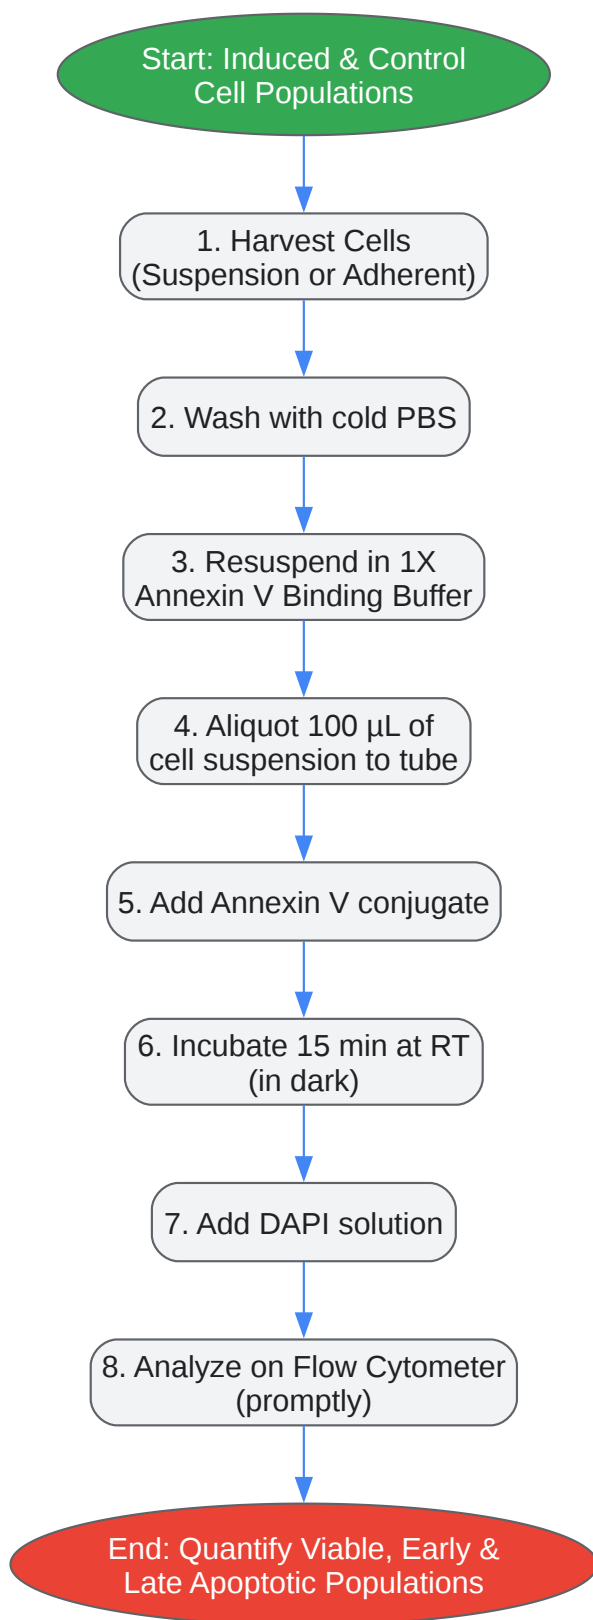 Start: Induced & Control
Cell Populations
1. Harvest Cells
(Suspension or Adherent)
2. Wash with cold PBS
3. Resuspend in 1X
Annexin V Binding Buffer
4. Aliquot 100 µL of
cell suspension to tube
5. Add Annexin V conjugate
6. Incubate 15 min at RT
(in dark)
7. Add DAPI solution
8. Analyze on Flow Cytometer
(promptly)
End: Quantify Viable, Early &
Late Apoptotic Populations